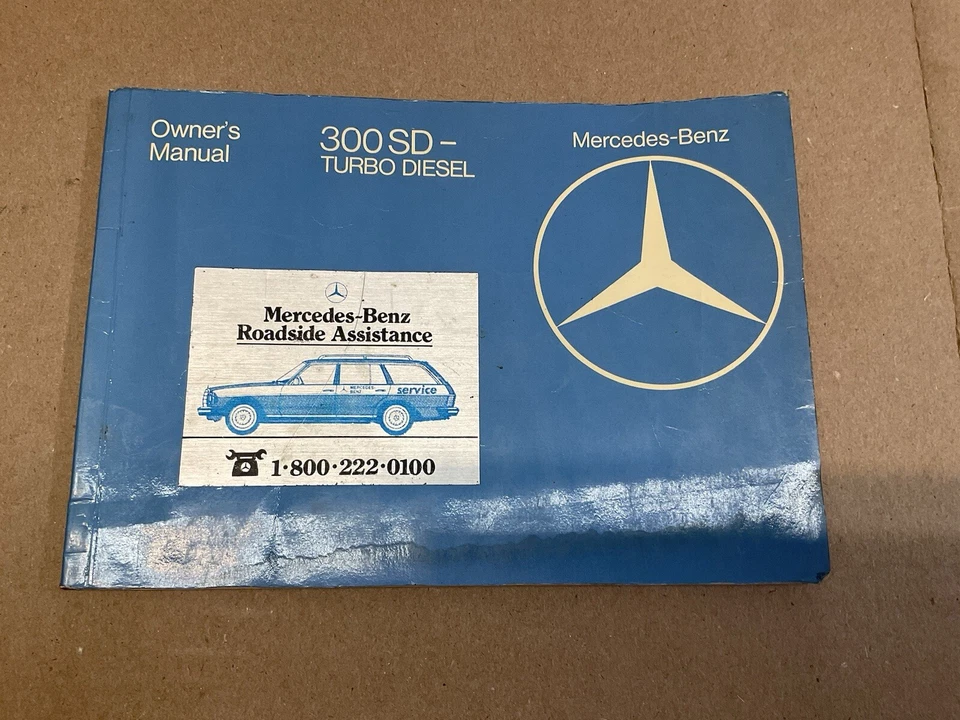 Owner's
Manual
300 SD –
TURBO DIESEL
Mercedes-Benz
Mercedes-Benz
Roadside Assistance
MERCEDES-
BENZ
service
1·800·222·0100